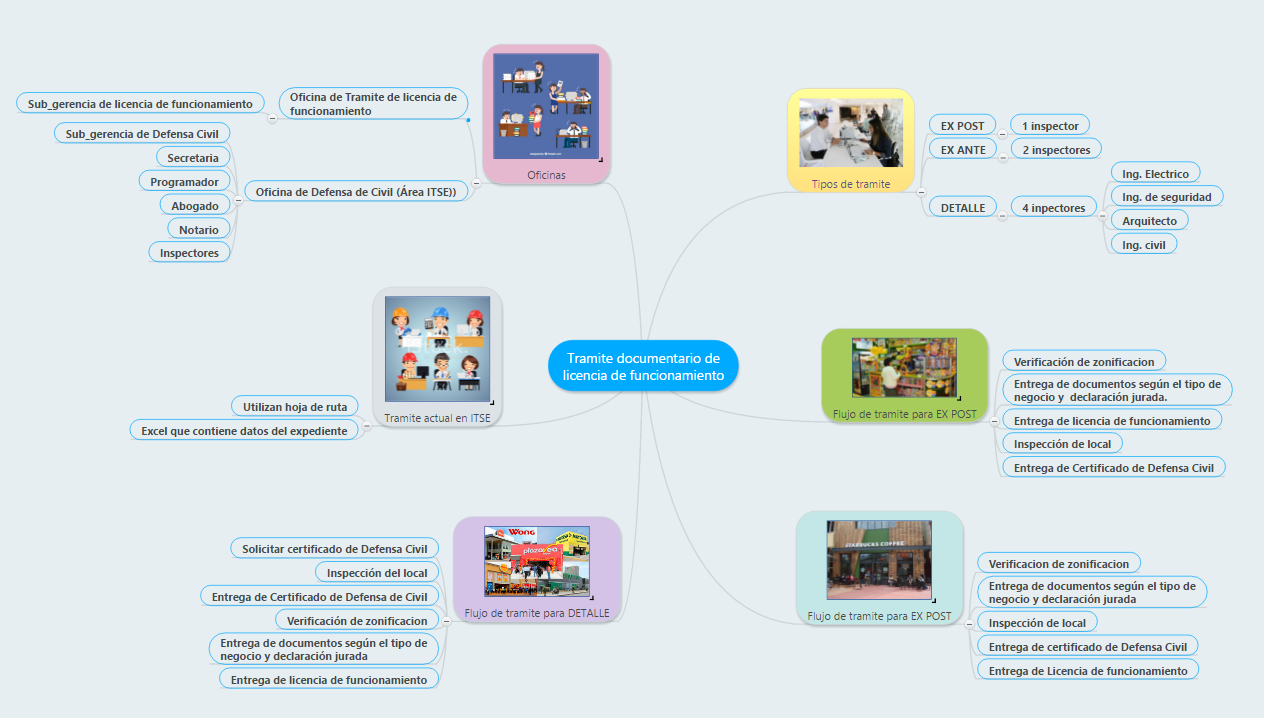 Tramite documentario de
licencia de funcionamiento
Oficinas
Oficina de Tramite de licencia de
funcionamiento
Sub_gerencia de licencia de funcionamiento
Oficina de Defensa de Civil (Área ITSE))
Sub_gerencia de Defensa Civil
Secretaria
Programador
Abogado
Notario
Inspectores
Tipos de tramite
EX POST
1 inspector
EX ANTE
2 inspectores
DETALLE
4 inpectores
Ing. Electrico
Ing. de seguridad
Arquitecto
Ing. civil
Tramite actual en ITSE
Utilizan hoja de ruta
Excel que contiene datos del expediente
Flujo de tramite para EX POST
Verificación de zonificacion
Entrega de documentos según el tipo de
negocio y  declaración jurada.
Entrega de licencia de funcionamiento
Inspección de local
Entrega de Certificado de Defensa Civil
WONG
plazaVea
Flujo de tramite para DETALLE
Solicitar certificado de Defensa Civil
Inspección del local
Entrega de Certificado de Defensa de Civil
Verificación de zonificacion
Entrega de documentos según el tipo de
negocio y declaración jurada
Entrega de licencia de funcionamiento
STARBUCKS COFFEE
Flujo de tramite para EX POST
Verificacion de zonificacion
Entrega de documentos según el tipo de
negocio y declaración jurada
Inspección de local
Entrega de certificado de Defensa Civil
Entrega de Licencia de funcionamiento